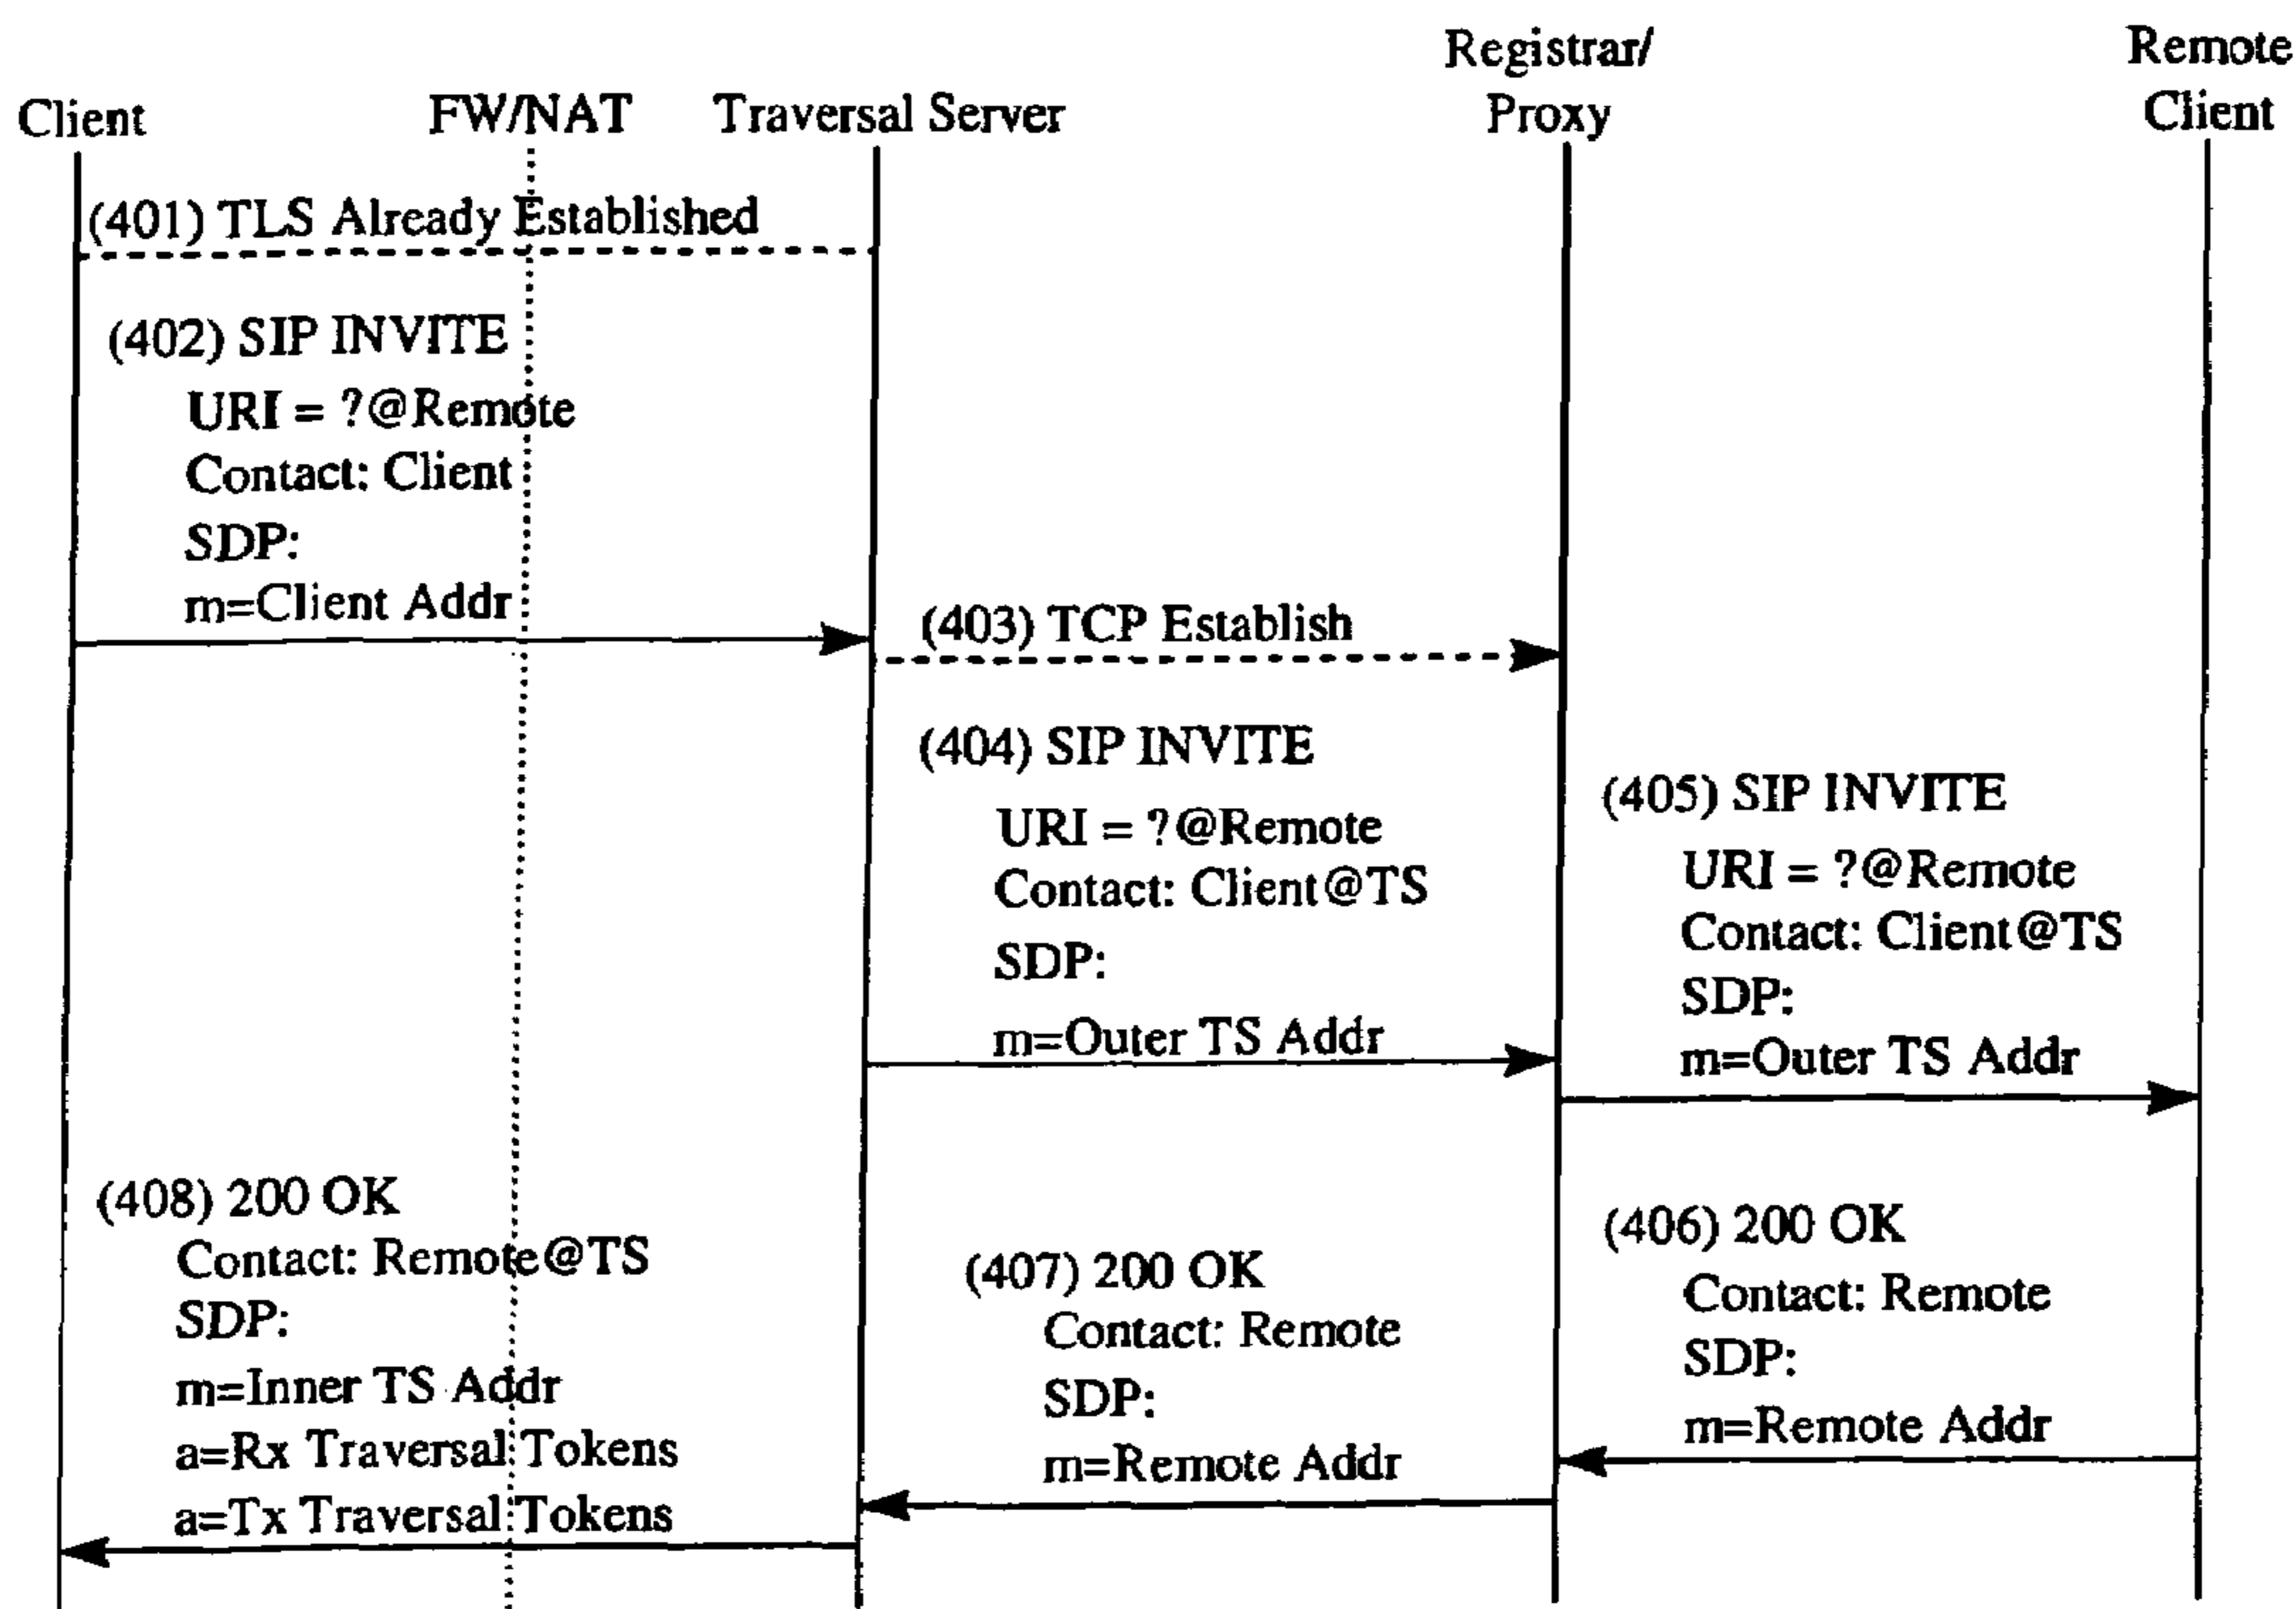 Client
FW/NAT
Traversal Server
Registrar/
Proxy
Remote
Client
(401) TLS Already Established
(402) SIP INVITE
URI = ?@Remote
Contact: Client
SDP:
m=Client Addr
(403) TCP Establish
(404) SIP INVITE
URI = ?@Remote
Contact: Client@TS
SDP:
m=Outer TS Addr
(405) SIP INVITE
URI = ?@Remote
Contact: Client@TS
SDP:
m=Outer TS Addr
(406) 200 OK
Contact: Remote
SDP:
m=Remote Addr
(407) 200 OK
Contact: Remote
SDP:
m=Remote Addr
(408) 200 OK
Contact: Remote@TS
SDP:
m=Inner TS Addr
a=Rx Traversal Tokens
a=Tx Traversal Tokens